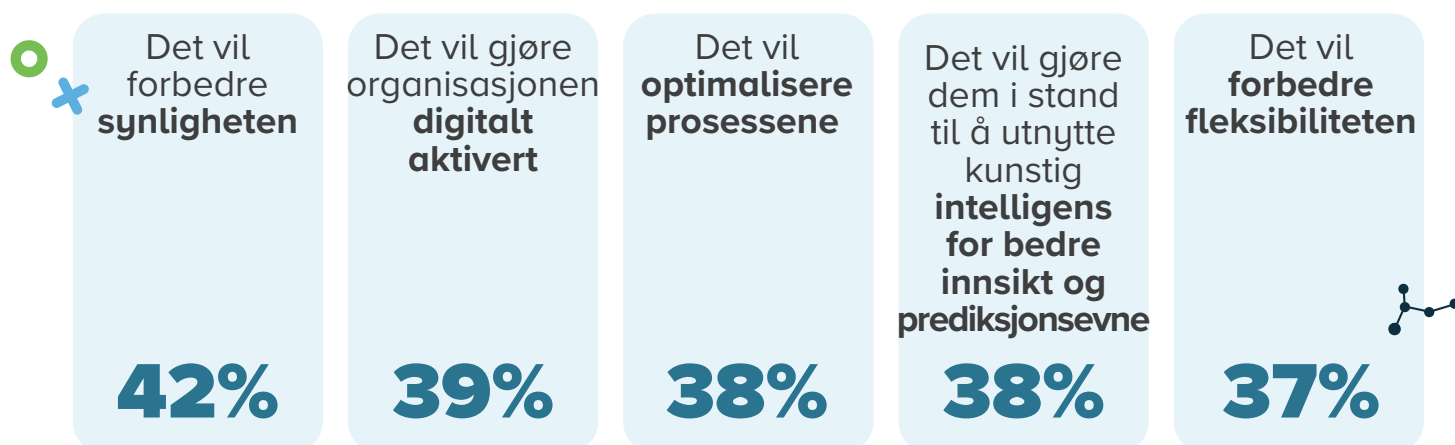 Det vil
forbedre
synligheten
42%
Det vil gjøre
organisasjonen
digitalt
aktivert
39%
Det vil
optimalisere
prosessene
38%
Det vil gjøre
dem i stand
til å utnytte
kunstig
intelligens
for bedre
innsikt og
prediksjonsevne
38%
Det vil
forbedre
fleksibiliteten
37%